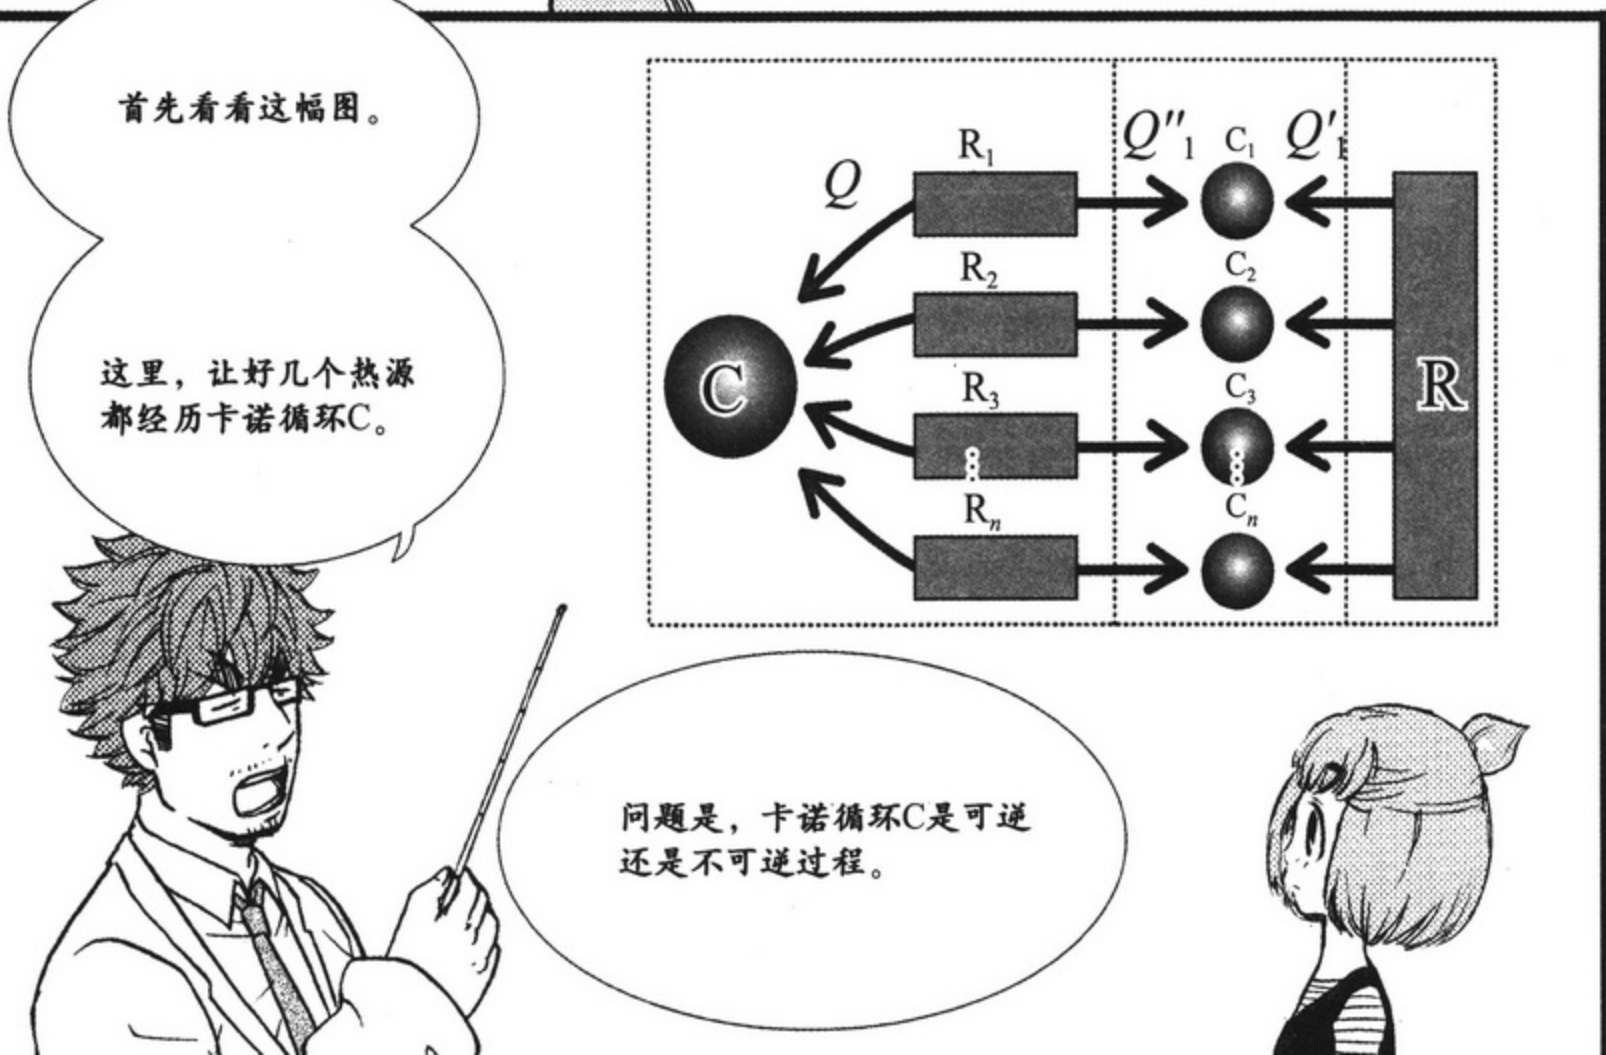 首先看看这幅图。
这里，让好几个热源
都经历卡诺循环C。
Q
R₁
Q″₁
C₁
Q′₁
R₂
C₂
C
R₃
C₃
R
Rₙ
Cₙ
问题是，卡诺循环C是可逆
还是不可逆过程。